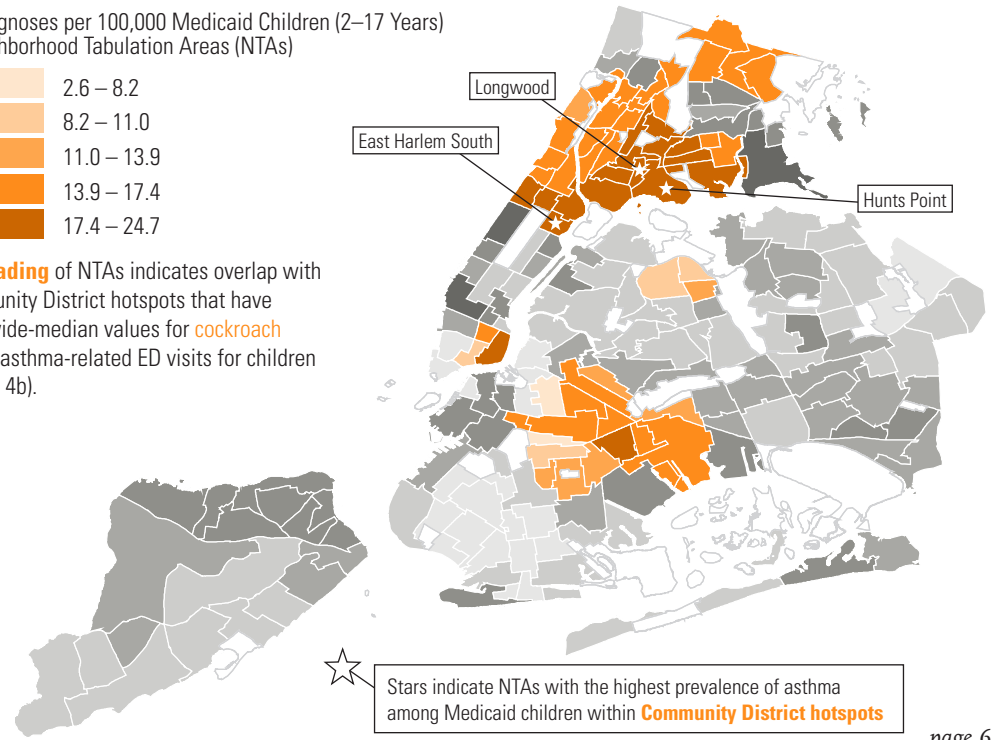 gnoses per 100,000 Medicaid Children (2–17 Years)
hborhood Tabulation Areas (NTAs)
2.6 – 8.2
8.2 – 11.0
11.0 – 13.9
13.9 – 17.4
17.4 – 24.7
Longwood
East Harlem South
Hunts Point
ading of NTAs indicates overlap with
unity District hotspots that have
wide-median values for cockroach
asthma-related ED visits for children
4b).
Stars indicate NTAs with the highest prevalence of asthma
among Medicaid children within Community District hotspots
page 6